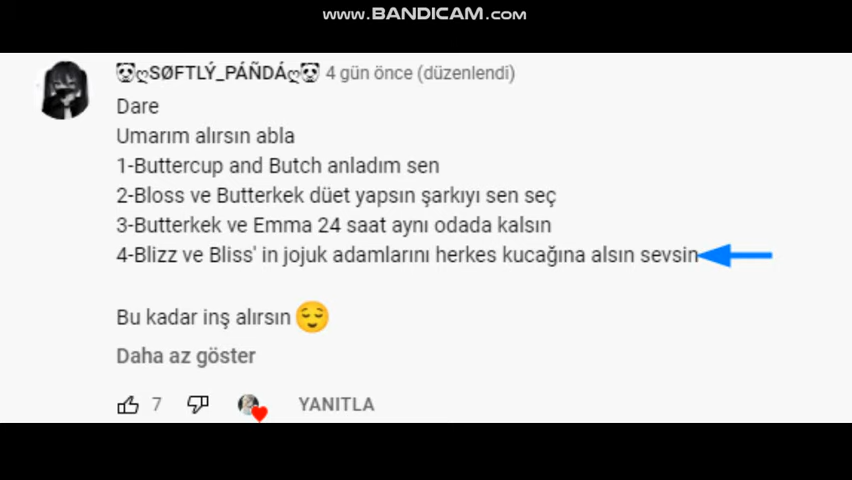 www.BANDICAM.com
🐼ღSØFTLÝ_PÁÑDÁღ🐼 4 gün önce (düzenlendi)
Dare
Umarım alırsın abla
1-Buttercup and Butch anladım sen
2-Bloss ve Butterkek düet yapsın şarkıyı sen seç
3-Butterkek ve Emma 24 saat aynı odada kalsın
4-Blizz ve Bliss' in jojuk adamlarını herkes kucağına alsın sevsin
Bu kadar inş alırsın 😌
Daha az göster
7 YANITLA